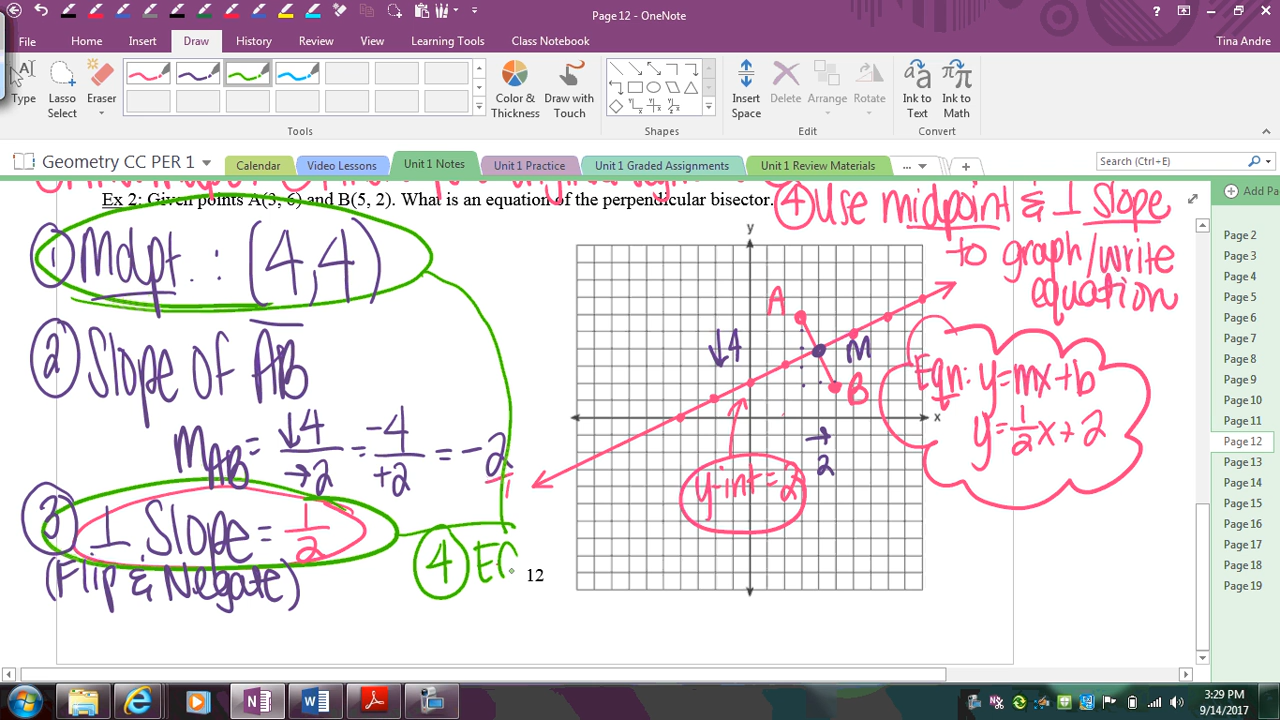 Page 12 - OneNote
Tina Andre
File Home Insert Draw History Review View Learning Tools Class Notebook
Type
Lasso Select
Eraser
Color & Thickness
Draw with Touch
Insert Space
Delete
Arrange
Rotate
Ink to Text
Ink to Math
Tools
Shapes
Edit
Convert
Geometry CC PER 1
Calendar Video Lessons Unit 1 Notes Unit 1 Practice Unit 1 Graded Assignments Unit 1 Review Materials ... +
Search (Ctrl+E)
Add Pa
Page 2
Page 3
Page 4
Page 5
Page 6
Page 7
Page 8
Page 9
Page 10
Page 11
Page 12
Page 13
Page 14
Page 15
Page 16
Page 17
Page 18
Page 19
Ex 2: Given points A(3, 6) and B(5, 2). What is an equation of the perpendicular bisector.
④ Use midpoint & ⊥ Slope
to graph/write
equation
① Mdpt. : (4,4)
② Slope of AB
m AB = ↓4/→2 = -4/+2 = -2/1
③ ⊥ Slope = 1/2
(Flip & Negate)
④ EQ
12
y
x
A
M
B
↓4
→
2
y-int = 2
Eqn: y=mx+b
y=1/2x+2
3:29 PM
9/14/2017